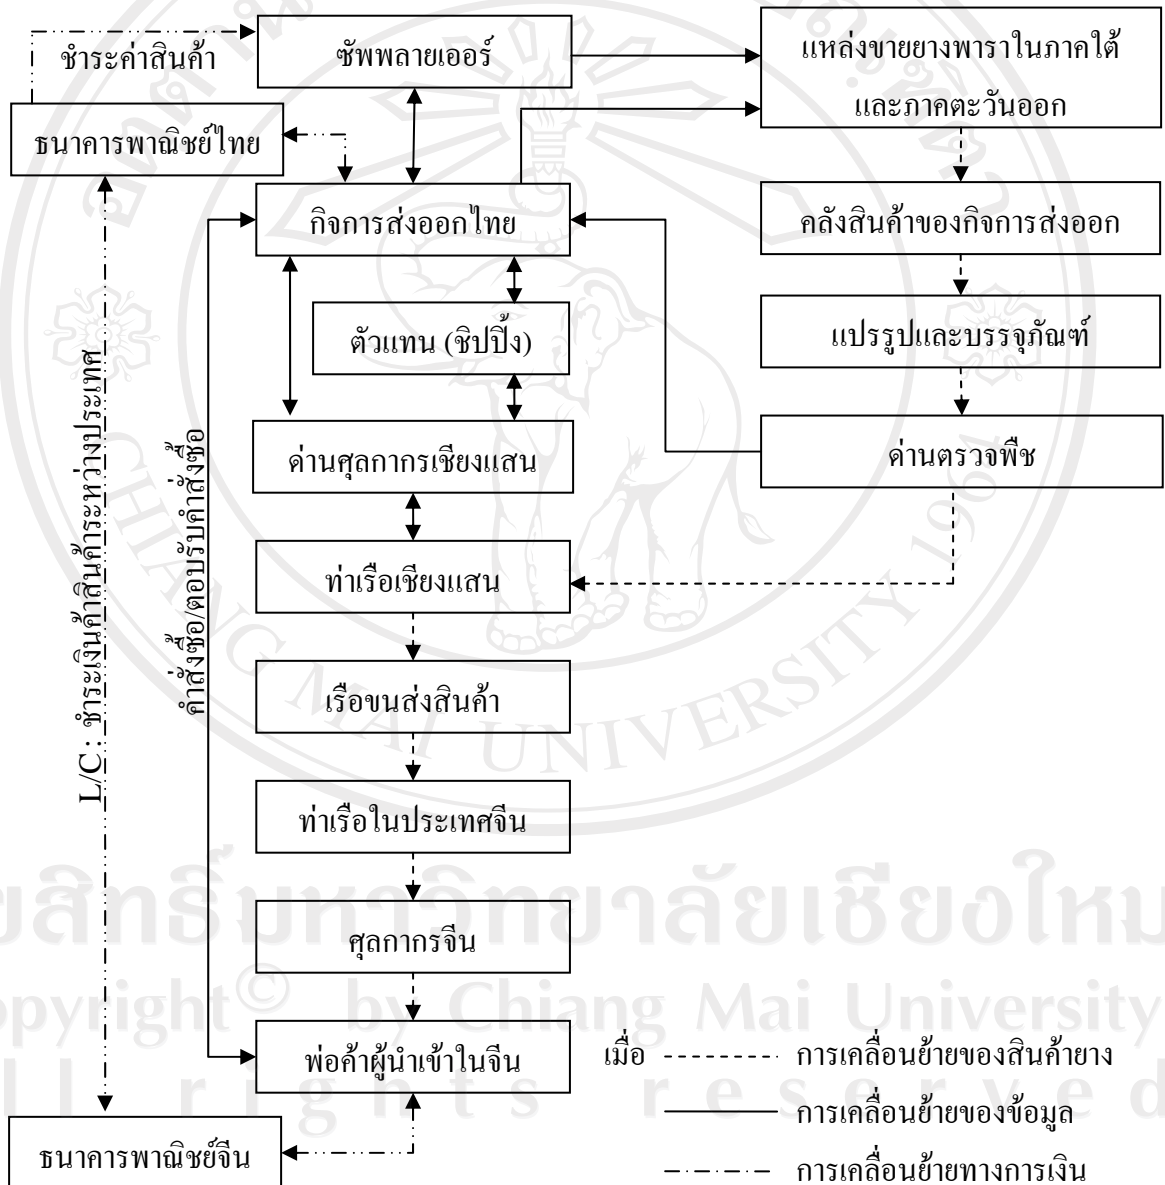 ซัพพลายเออร์
แหล่งขายยางพาราในภาคใต้
และภาคตะวันออก
ชำระค่าสินค้า
ธนาคารพาณิชย์ไทย
กิจการส่งออกไทย
คลังสินค้าของกิจการส่งออก
ตัวแทน (ชิปปิ้ง)
แปรรูปและบรรจุภัณฑ์
ด่านศุลกากรเชียงแสน
ด่านตรวจพืช
L/C: ชำระเงินค้าสินค้าระหว่างประเทศ
คำสั่งซื้อ/ตอบรับคำสั่งซื้อ
ท่าเรือเชียงแสน
เรือขนส่งสินค้า
ท่าเรือในประเทศจีน
ศุลกากรจีน
พ่อค้าผู้นำเข้าในจีน
ธนาคารพาณิชย์จีน
เมื่อ การเคลื่อนย้ายของสินค้ายาง
การเคลื่อนย้ายของข้อมูล
การเคลื่อนย้ายทางการเงิน
CHIANG MAI UNIVERSITY 1964
ยสิทธิ์มหาวิทยาลัยเชียงใหม
opyright© by Chiang Mai University
ll rights reserved